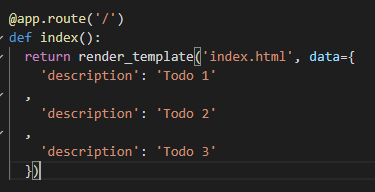 @app.route('/')
def index():
  return render_template('index.html', data={
    'description': 'Todo 1'
  ,
    'description': 'Todo 2'
  ,
    'description': 'Todo 3'
  })